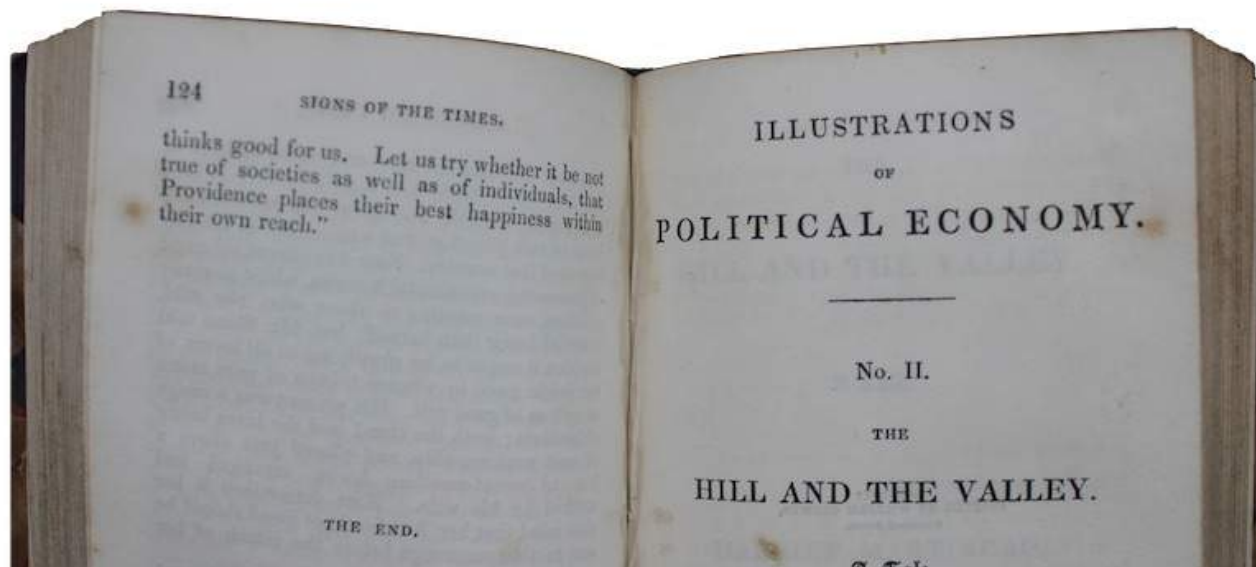 124
SIGNS OF THE TIMES.
thinks good for us. Let us try whether it be not
true of societies as well as of individuals, that
Providence places their best happiness within
their own reach."
THE END.
ILLUSTRATIONS
OF
POLITICAL ECONOMY.
No. II.
THE
HILL AND THE VALLEY.